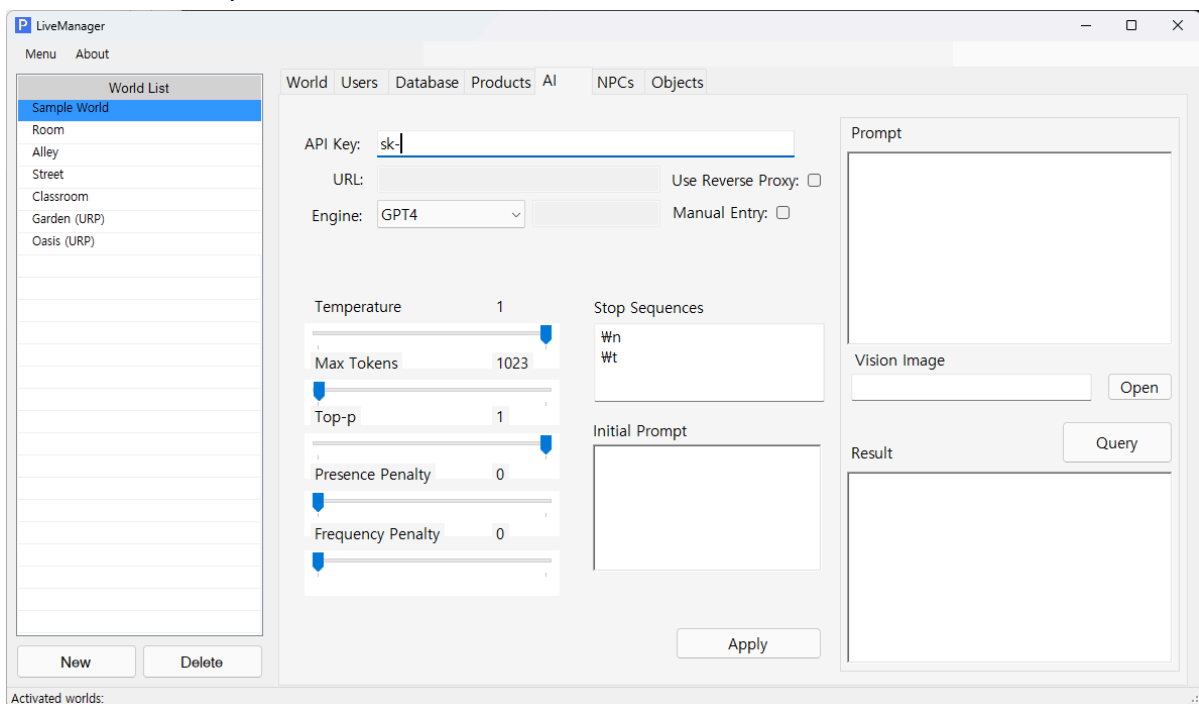 LiveManager
Menu About
World List
Sample World
Room
Alley
Street
Classroom
Garden (URP)
Oasis (URP)
New Delete
Activated worlds:
World Users Database Products AI NPCs Objects
API Key: sk-
URL: Use Reverse Proxy:
Engine: GPT4 Manual Entry:
Temperature 1
Max Tokens 1023
Top-p 1
Presence Penalty 0
Frequency Penalty 0
Stop Sequences
₩n
₩t
Initial Prompt
Apply
Prompt
Vision Image
Open
Query
Result